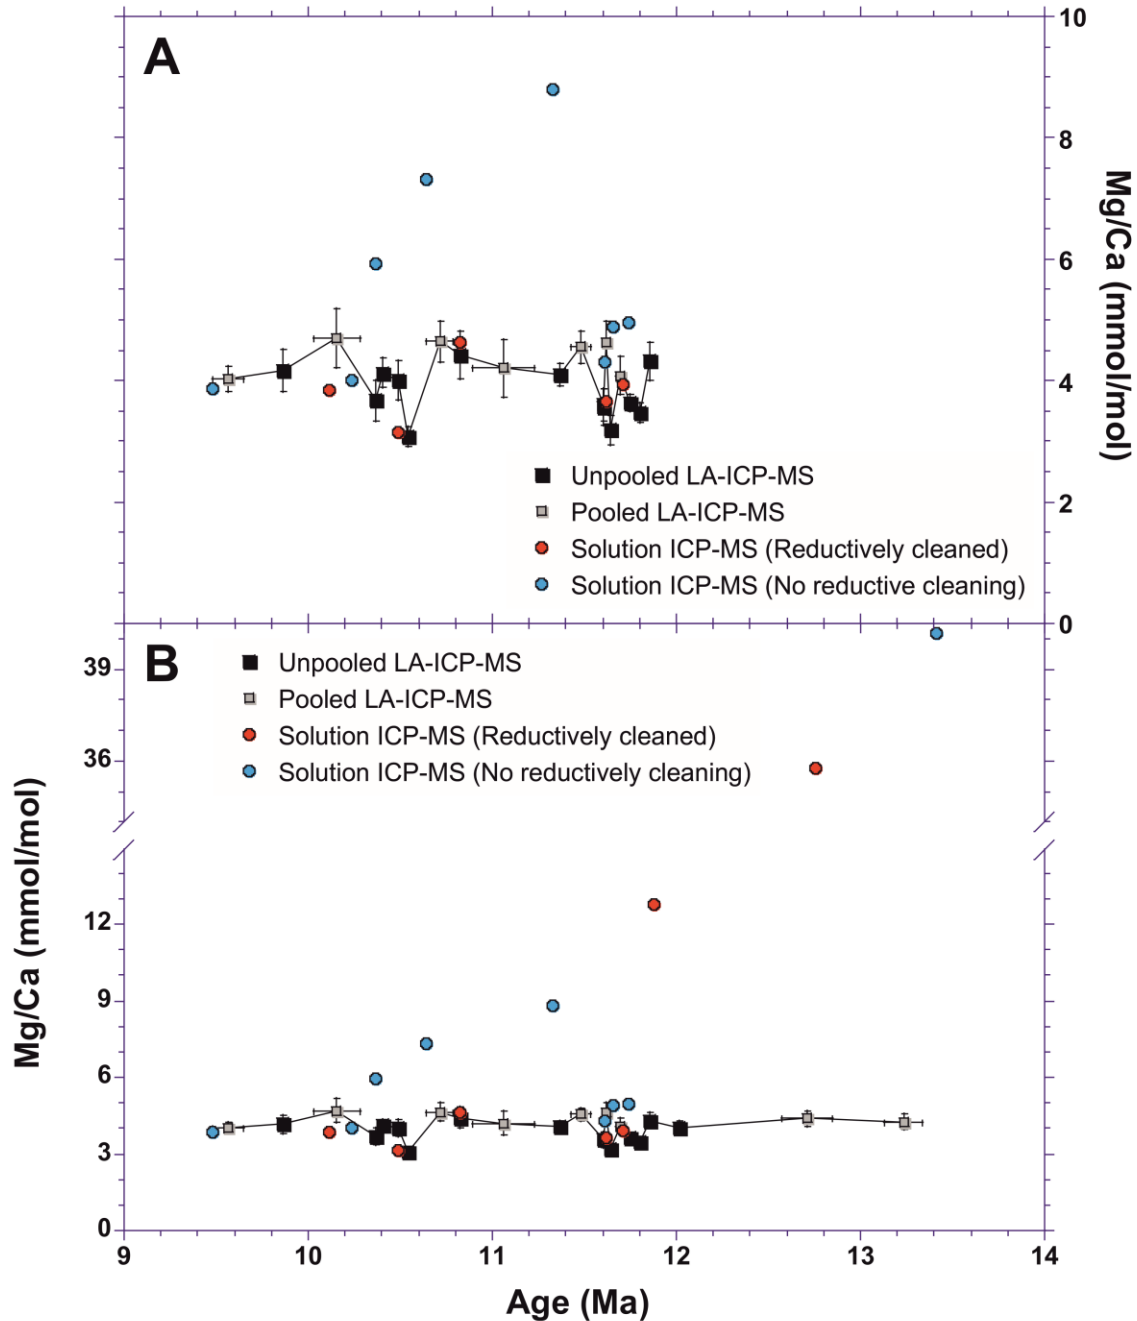 A
10
8
6
4
2
0
Mg/Ca (mmol/mol)
Unpooled LA-ICP-MS
Pooled LA-ICP-MS
Solution ICP-MS (Reductively cleaned)
Solution ICP-MS (No reductive cleaning)
B
Unpooled LA-ICP-MS
Pooled LA-ICP-MS
Solution ICP-MS (Reductively cleaned)
Solution ICP-MS (No reductively cleaning)
39
36
12
9
6
3
0
Mg/Ca (mmol/mol)
9 10 11 12 13 14
Age (Ma)